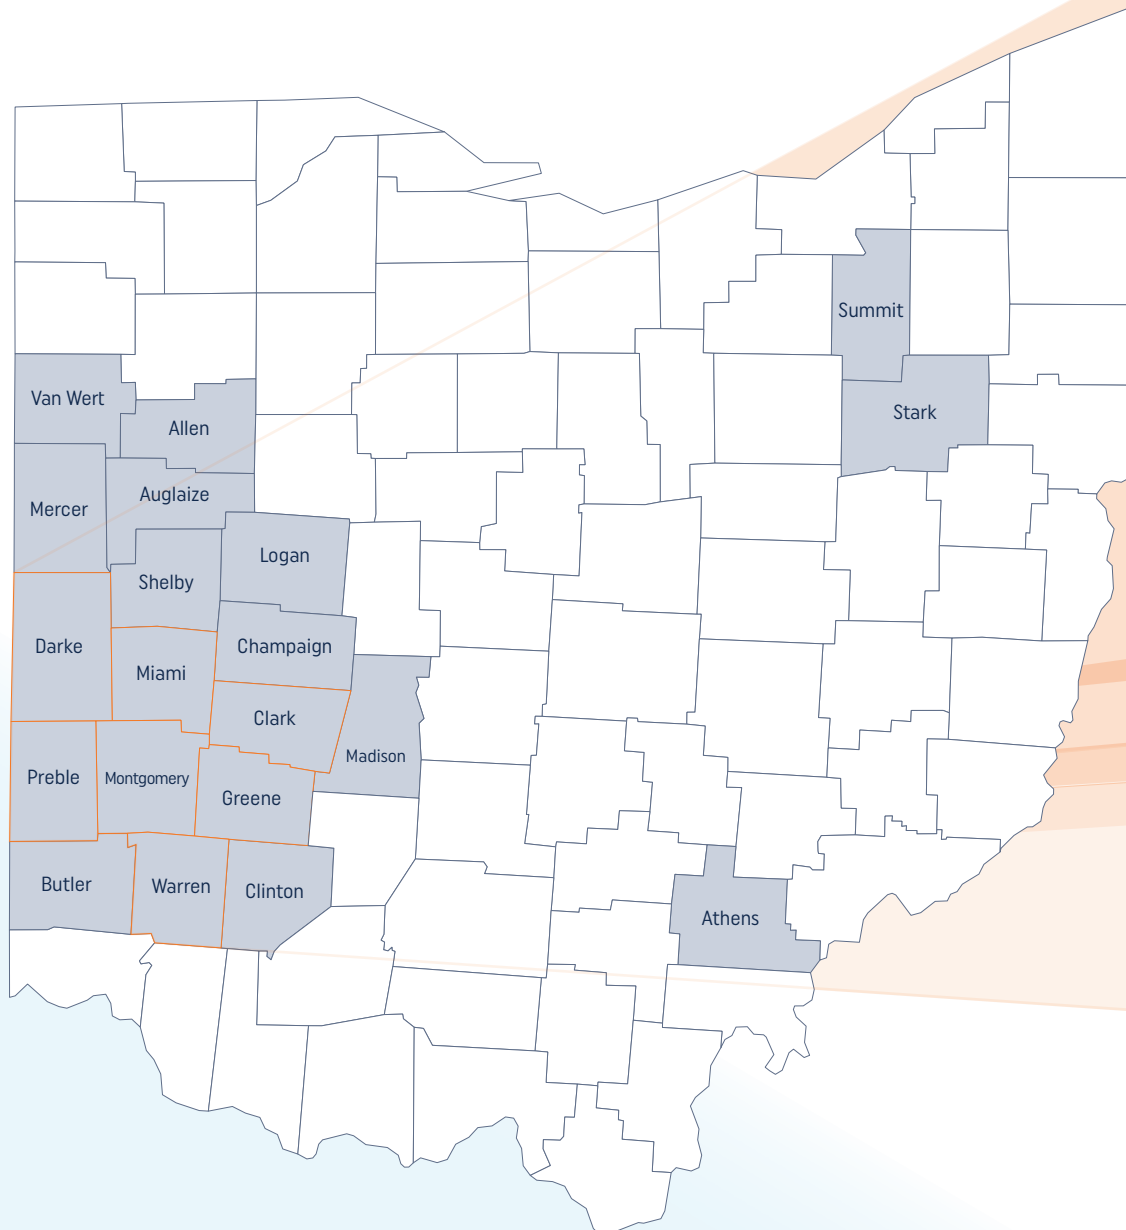 Summit
Van Wert
Stark
Allen
Auglaize
Mercer
Logan
Shelby
Darke
Champaign
Miami
Clark
Madison
Preble
Montgomery
Greene
Butler
Warren
Clinton
Athens